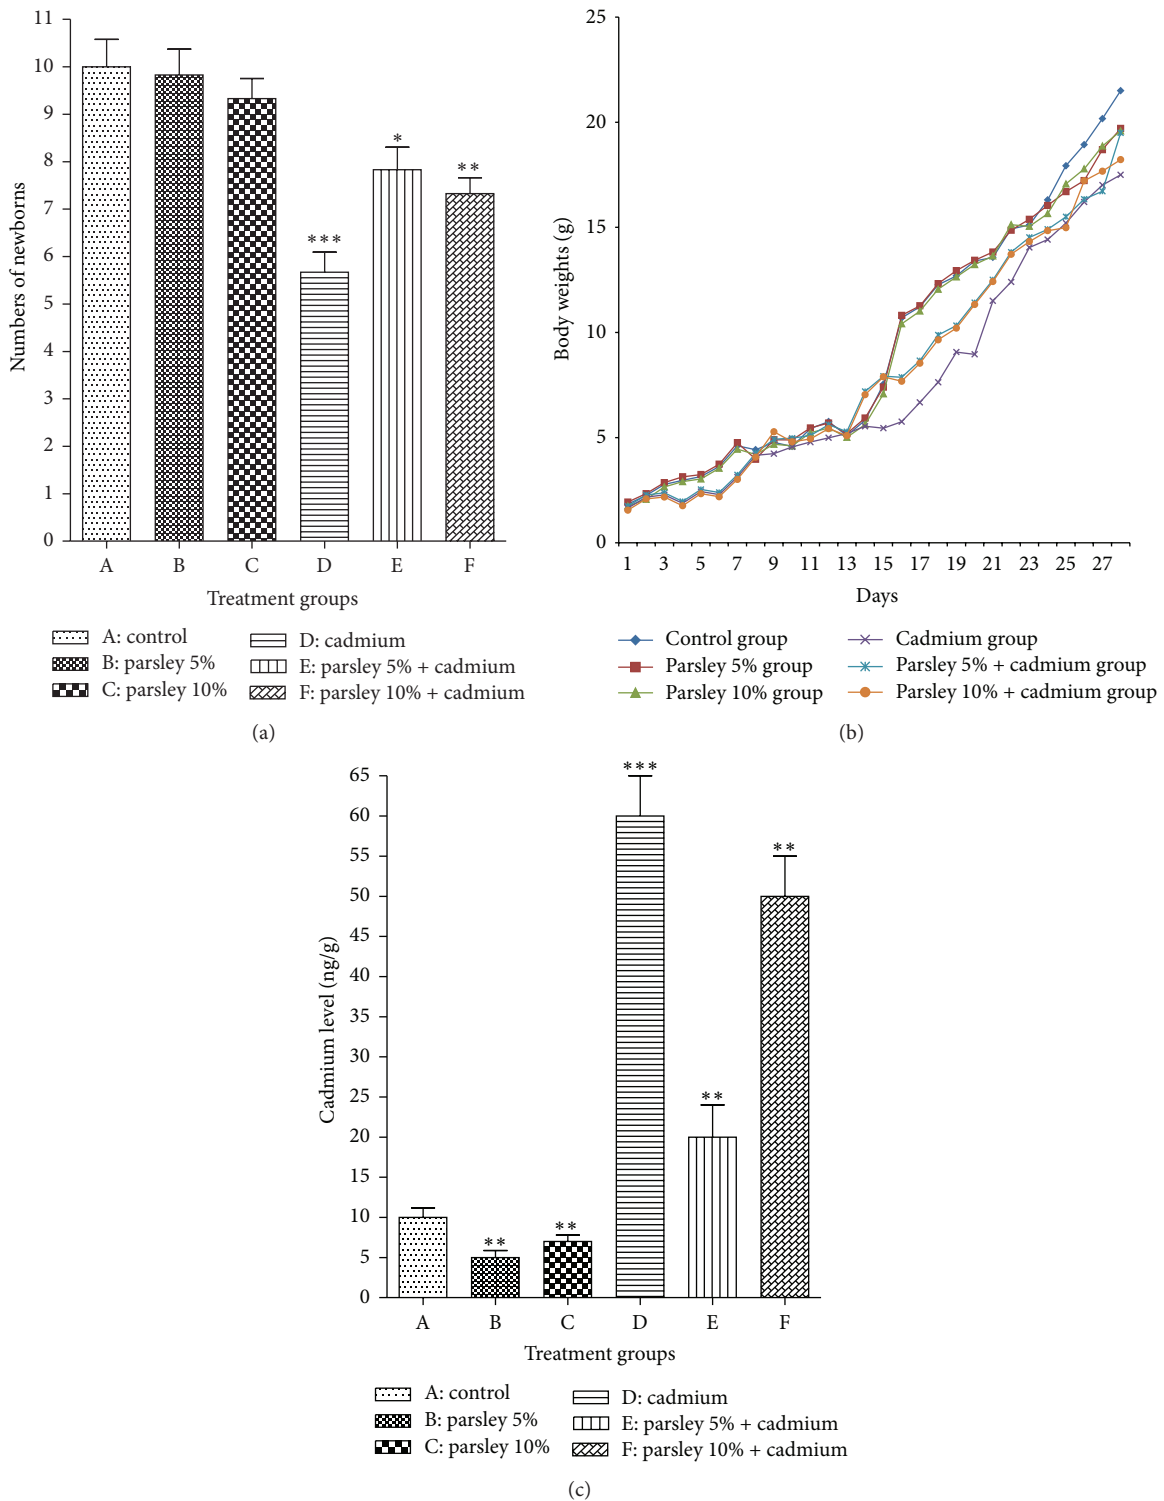 11
10
9
8
7
6
5
4
3
2
1
0
Numbers of newborns
***
*
**
A B C D E F
Treatment groups
A: control
B: parsley 5%
C: parsley 10%
D: cadmium
E: parsley 5% + cadmium
F: parsley 10% + cadmium
(a)
25
20
15
10
5
0
Body weights (g)
1 3 5 7 9 11 13 15 17 19 21 23 25 27
Days
Control group
Parsley 5% group
Parsley 10% group
Cadmium group
Parsley 5% + cadmium group
Parsley 10% + cadmium group
(b)
65
60
55
50
45
40
35
30
25
20
15
10
5
0
Cadmium level (ng/g)
**
**
***
**
**
A B C D E F
Treatment groups
A: control
B: parsley 5%
C: parsley 10%
D: cadmium
E: parsley 5% + cadmium
F: parsley 10% + cadmium
(c)